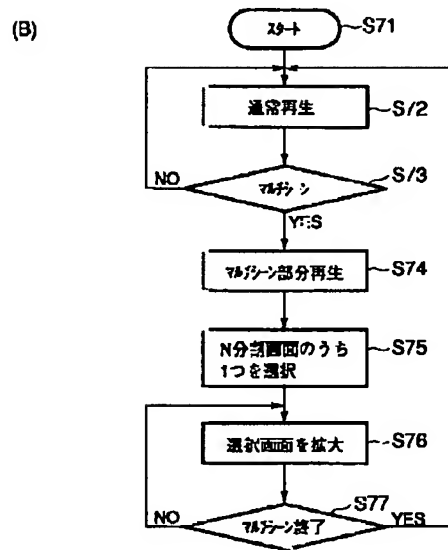 (B)
スタート
S71
通常再生
S72
マルチシーン
S73
NO
YES
マルチシーン部分再生
S74
N分割画面のうち
1つを選択
S75
選択画面を拡大
S76
マルチシーン終了
S77
NO
YES